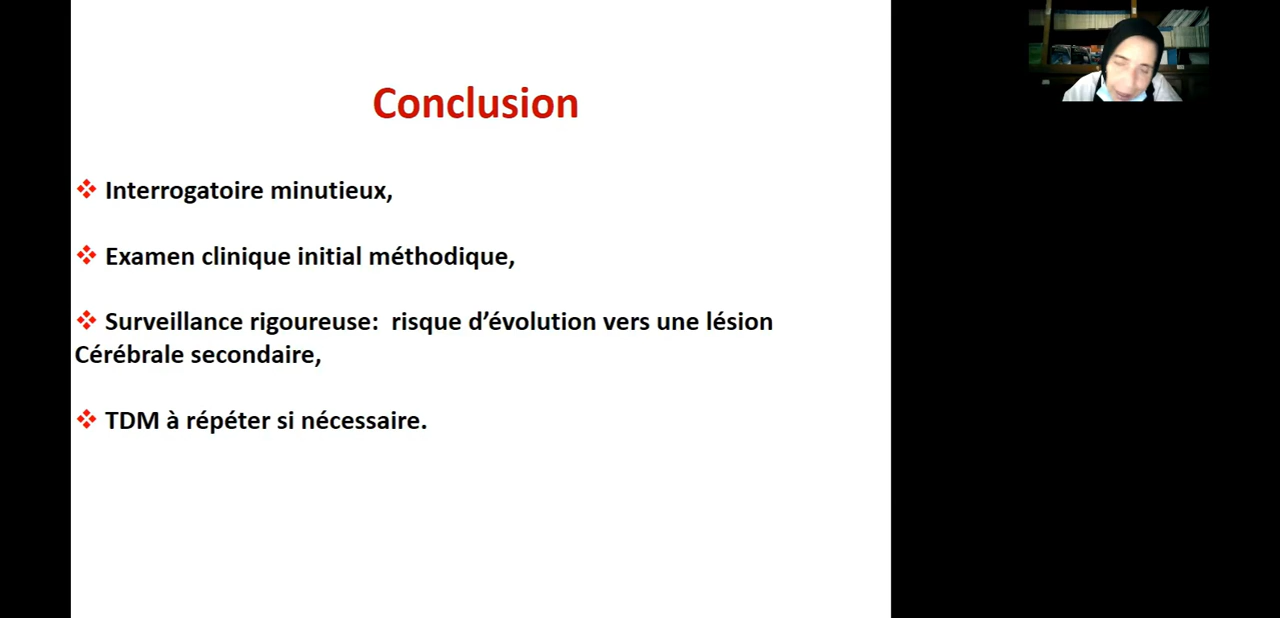 Conclusion
❖ Interrogatoire minutieux,
❖ Examen clinique initial méthodique,
❖ Surveillance rigoureuse:  risque d’évolution vers une lésion
Cérébrale secondaire,
❖ TDM à répéter si nécessaire.